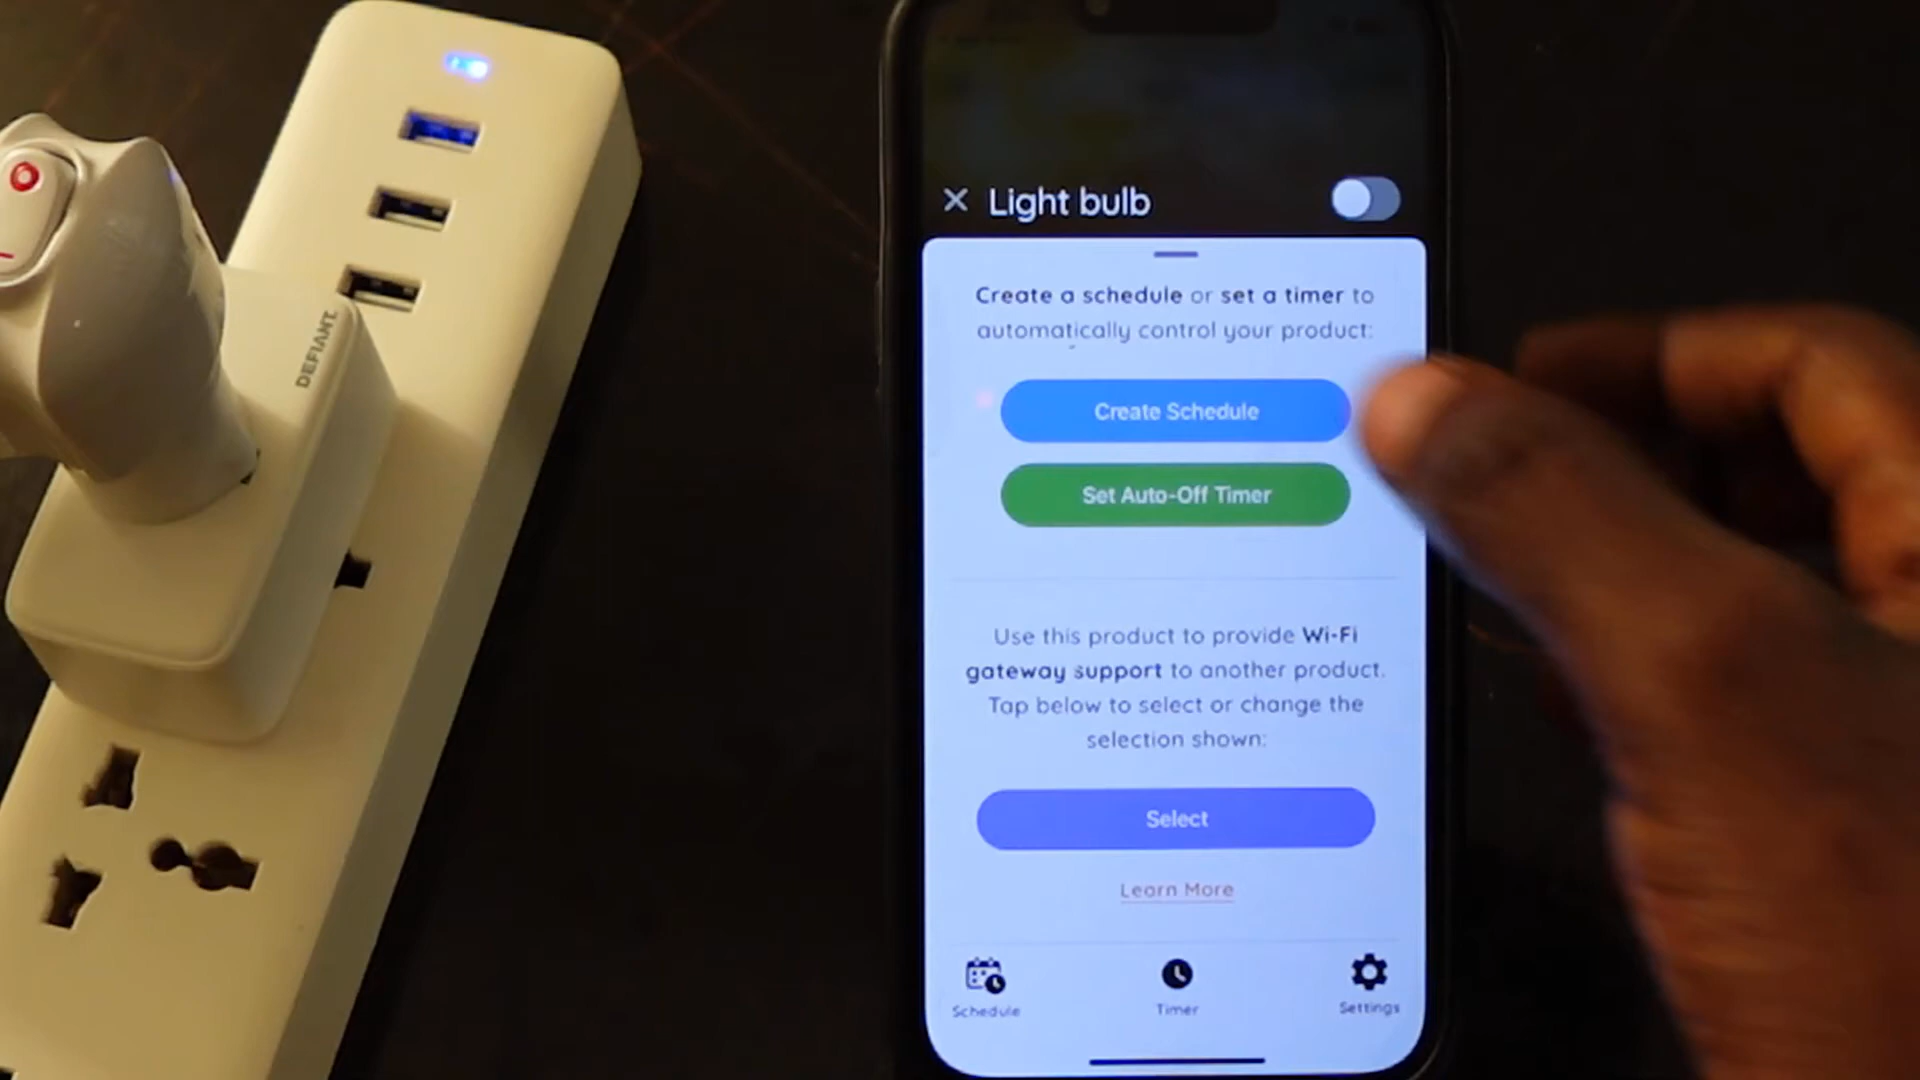 DEFIANT
Light bulb
Create a schedule or set a timer to
automatically control your product:
Create Schedule
Set Auto-Off Timer
Use this product to provide Wi-Fi
gateway support to another product.
Tap below to select or change the
selection shown:
Select
Learn More
Schedule
Timer
Settings